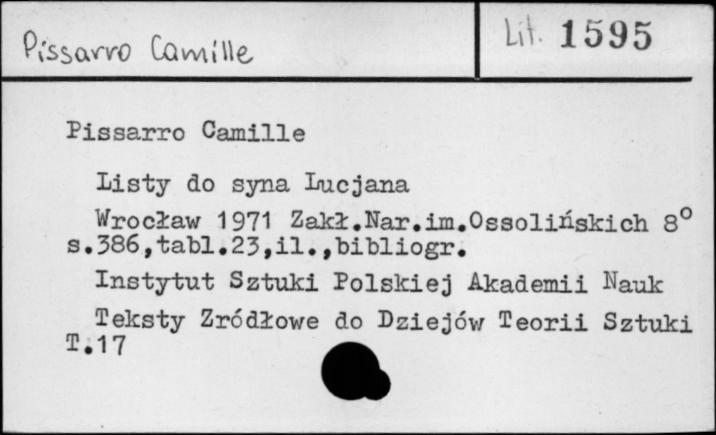 Pissarro Camille
Lit. 1595
Pissarro Camille
Listy do syna Lucjana
Wrocław 1971 Zakł.Nar.im.Ossolińskich 8°
s.386,tabl.23,il.,bibliogr.
Instytut Sztuki Polskiej Akademii Nauk
Teksty Zródłowe do Dziejów Teorii Sztuki
T.17